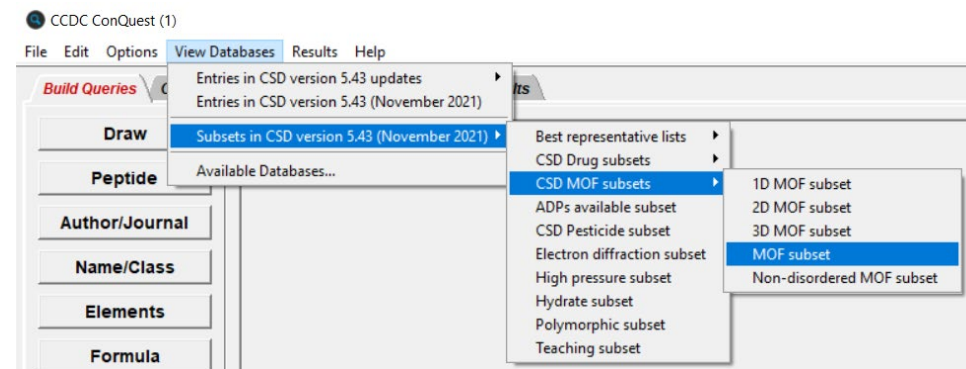 CCDC ConQuest (1)
File Edit Options View Databases Results Help
Build Queries
Entries in CSD version 5.43 updates
Entries in CSD version 5.43 (November 2021)
Subsets in CSD version 5.43 (November 2021)
Available Databases...
Draw
Peptide
Author/Journal
Name/Class
Elements
Formula
Best representative lists
CSD Drug subsets
CSD MOF subsets
ADPs available subset
CSD Pesticide subset
Electron diffraction subset
High pressure subset
Hydrate subset
Polymorphic subset
Teaching subset
1D MOF subset
2D MOF subset
3D MOF subset
MOF subset
Non-disordered MOF subset